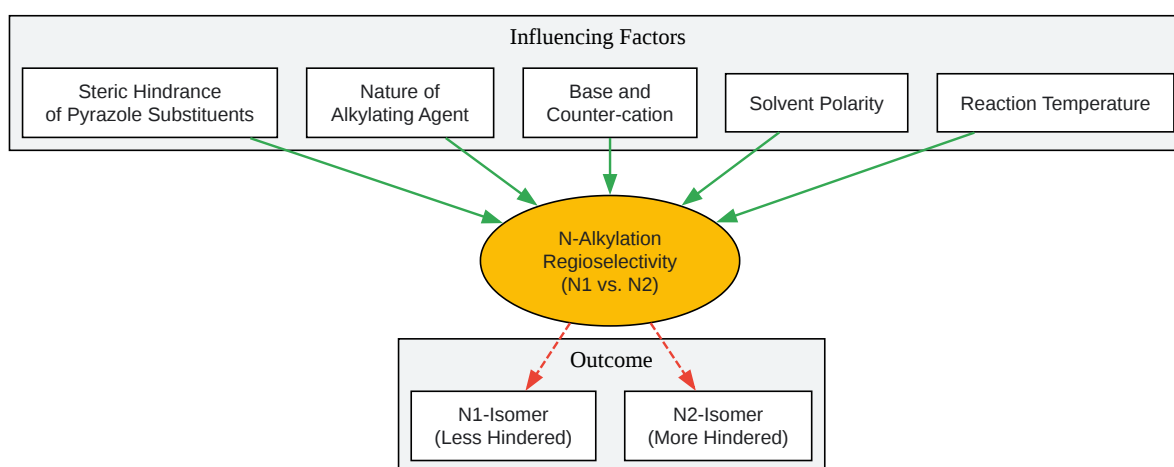 Influencing Factors
Steric Hindrance
of Pyrazole Substituents
Nature of
Alkylating Agent
Base and
Counter-cation
Solvent Polarity
Reaction Temperature
N-Alkylation
Regioselectivity
(N1 vs. N2)
Outcome
N1-Isomer
(Less Hindered)
N2-Isomer
(More Hindered)